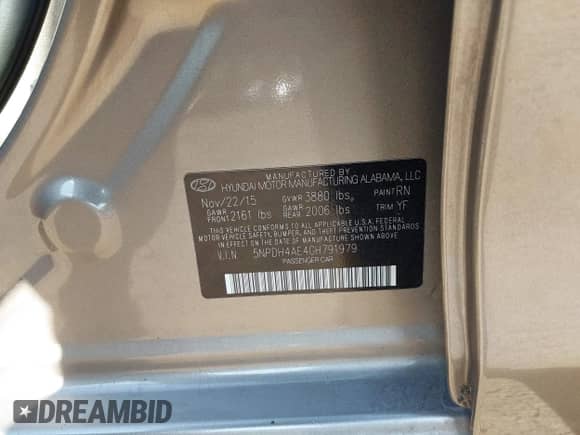 MANUFACTURED BY
HYUNDAI MOTOR MANUFACTURING ALABAMA, LLC
Nov/22/15 GVWR 3880 lbs. PAINT RN
GAWR FRONT 2161 lbs GAWR REAR 2006 lbs TRIM YF
THIS VEHICLE CONFORMS TO ALL APPLICABLE U.S.A. FEDERAL
MOTOR VEHICLE SAFETY, BUMPER, AND THEFT PREVENTION STANDARDS
IN EFFECT ON THE DATE OF MANUFACTURE SHOWN ABOVE.
V.I.N. 5NPDH4AE4GH791979
PASSENGER CAR
DREAMBID